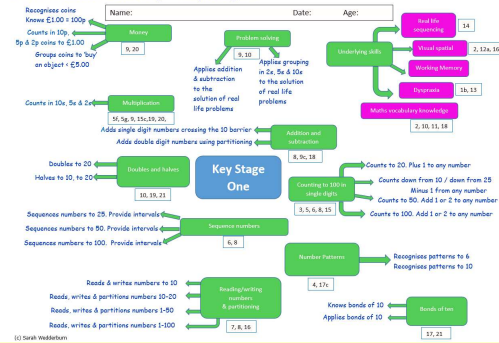 Name: Date: Age:
Recognises coins
Knows £1.00 = 100p
Counts in 10p,
5p & 2p coins to £1.00
Groups coins to 'buy'
an object < £5.00
Money
9, 20
Problem solving
9, 10
Applies addition
& subtraction
to the
solution of real
life problems
Applies grouping
in 2s, 5s & 10s
to the solution
of real life
problems
Underlying skills
Real life
sequencing
14
Visual spatial
2, 12a, 16
Working Memory
Dyspraxia
1b, 13
Maths vocabulary knowledge
2, 10, 11, 18
Counts in 10s, 5s & 2s
Multiplication
5f, 5g, 9, 15c,19, 20,
Adds single digit numbers crossing the 10 barrier
Adds double digit numbers using partitioning
Addition and
subtraction
8, 9c, 18
Doubles to 20
Halves to 10, to 20
Doubles and halves
10, 19, 21
Key Stage
One
Counting to 100 in
single digits
3, 5, 6, 8, 15
Counts to 20. Plus 1 to any number
Counts down from 10 / down from 25
Minus 1 from any number
Counts to 50. Add 1 or 2 to any number
Counts to 100. Add 1 or 2 to any number
Sequences numbers to 25. Provide intervals
Sequences numbers to 50. Provide intervals
Sequences numbers to 100. Provide intervals
Sequence numbers
6, 8
Number Patterns
4, 17c
Recognises patterns to 6
Recognises patterns to 10
Reads & writes numbers to 10
Reads, writes & partitions numbers 10-20
Reads, writes & partitions numbers 1-50
Reads, writes & partitions numbers 1-100
Reading/writing
numbers
& partitioning
7, 8, 16
Knows bonds of 10
Applies bonds of 10
Bonds of ten
17, 21
(c) Sarah Wedderburn